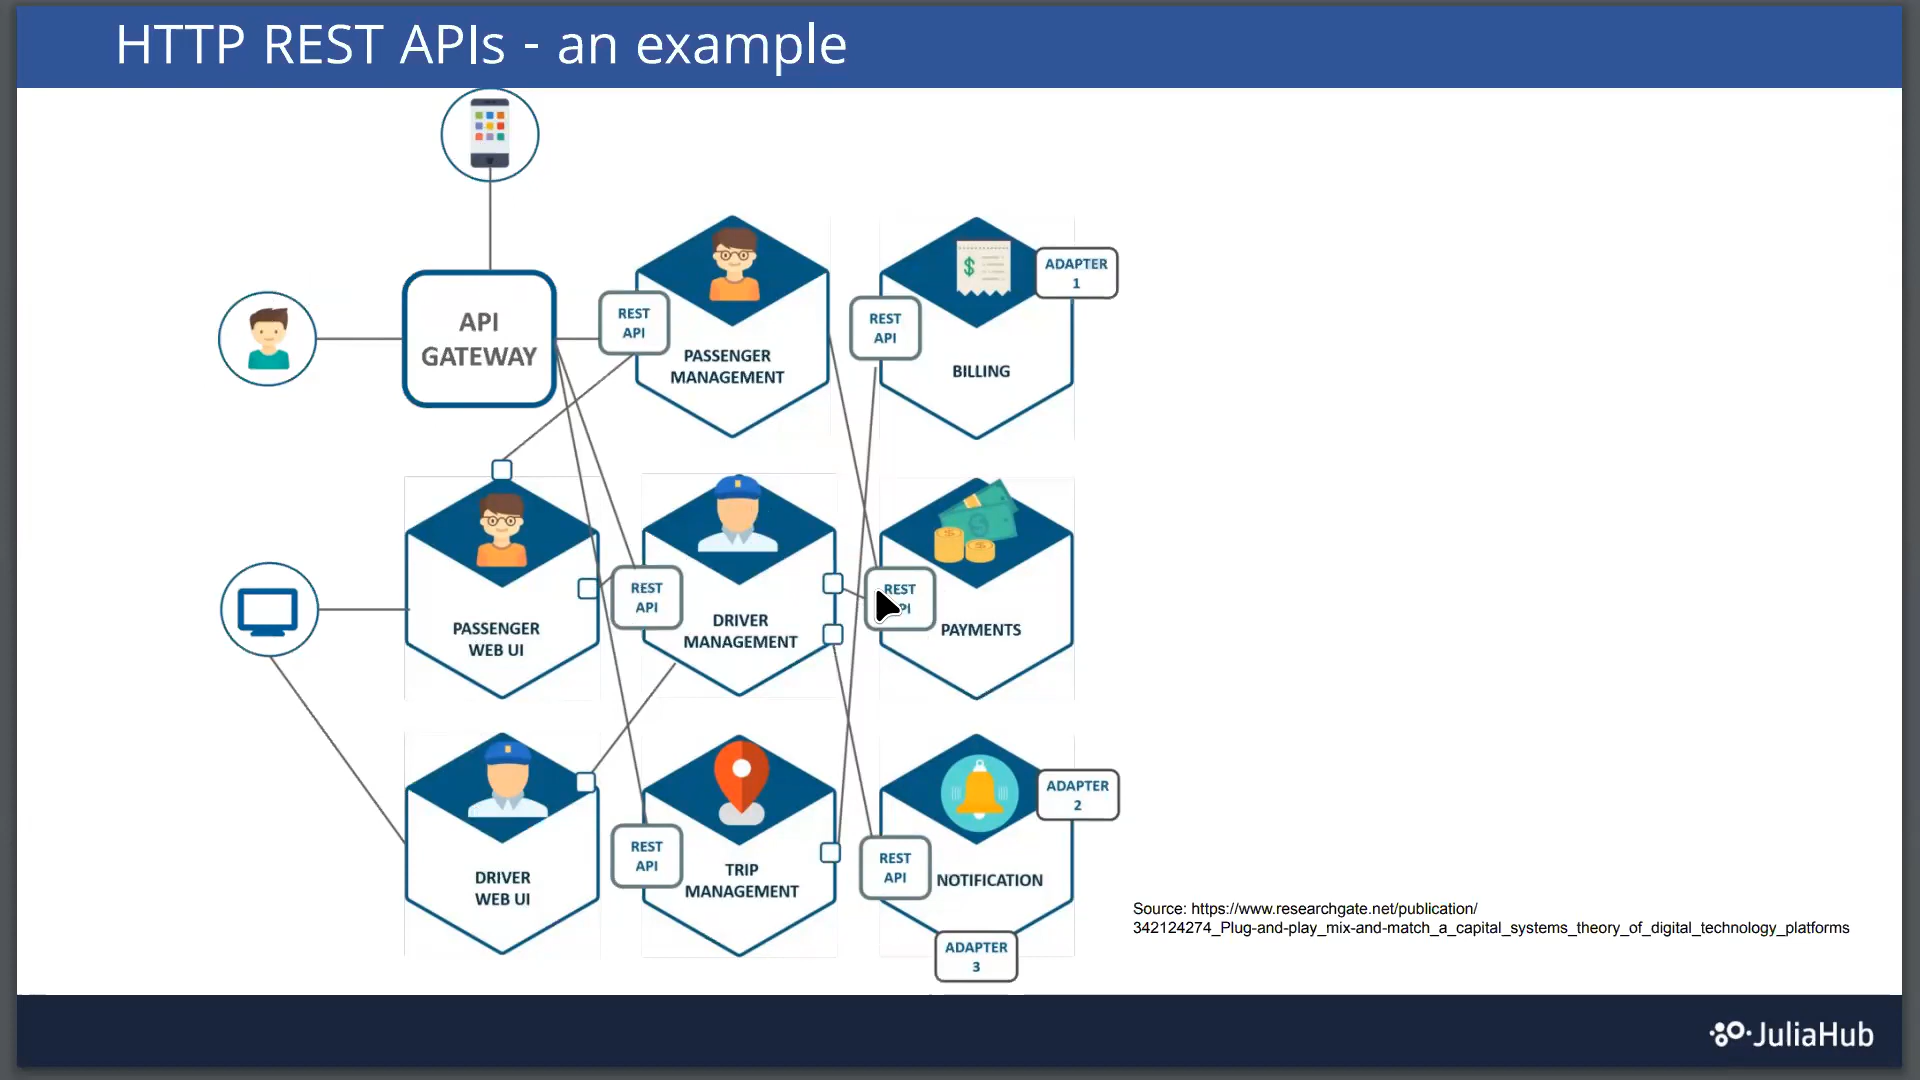 HTTP REST APIs - an example
API
GATEWAY
REST
API
PASSENGER
MANAGEMENT
REST
API
BILLING
ADAPTER
1
PASSENGER
WEB UI
REST
API
DRIVER
MANAGEMENT
REST
PAYMENTS
DRIVER
WEB UI
REST
API
TRIP
MANAGEMENT
REST
API
NOTIFICATION
ADAPTER
2
ADAPTER
3
Source: https://www.researchgate.net/publication/
342124274_Plug-and-play_mix-and-match_a_capital_systems_theory_of_digital_technology_platforms
JuliaHub